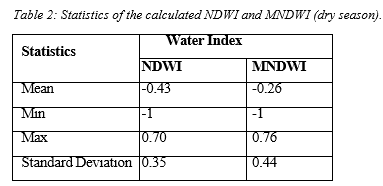 Table 2: Statistics of the calculated NDWI and MNDWI (dry season).
Statistics Water Index
NDWI MNDWI
Mean -0.43 -0.26
Min -1 -1
Max 0.70 0.76
Standard Deviation 0.35 0.44